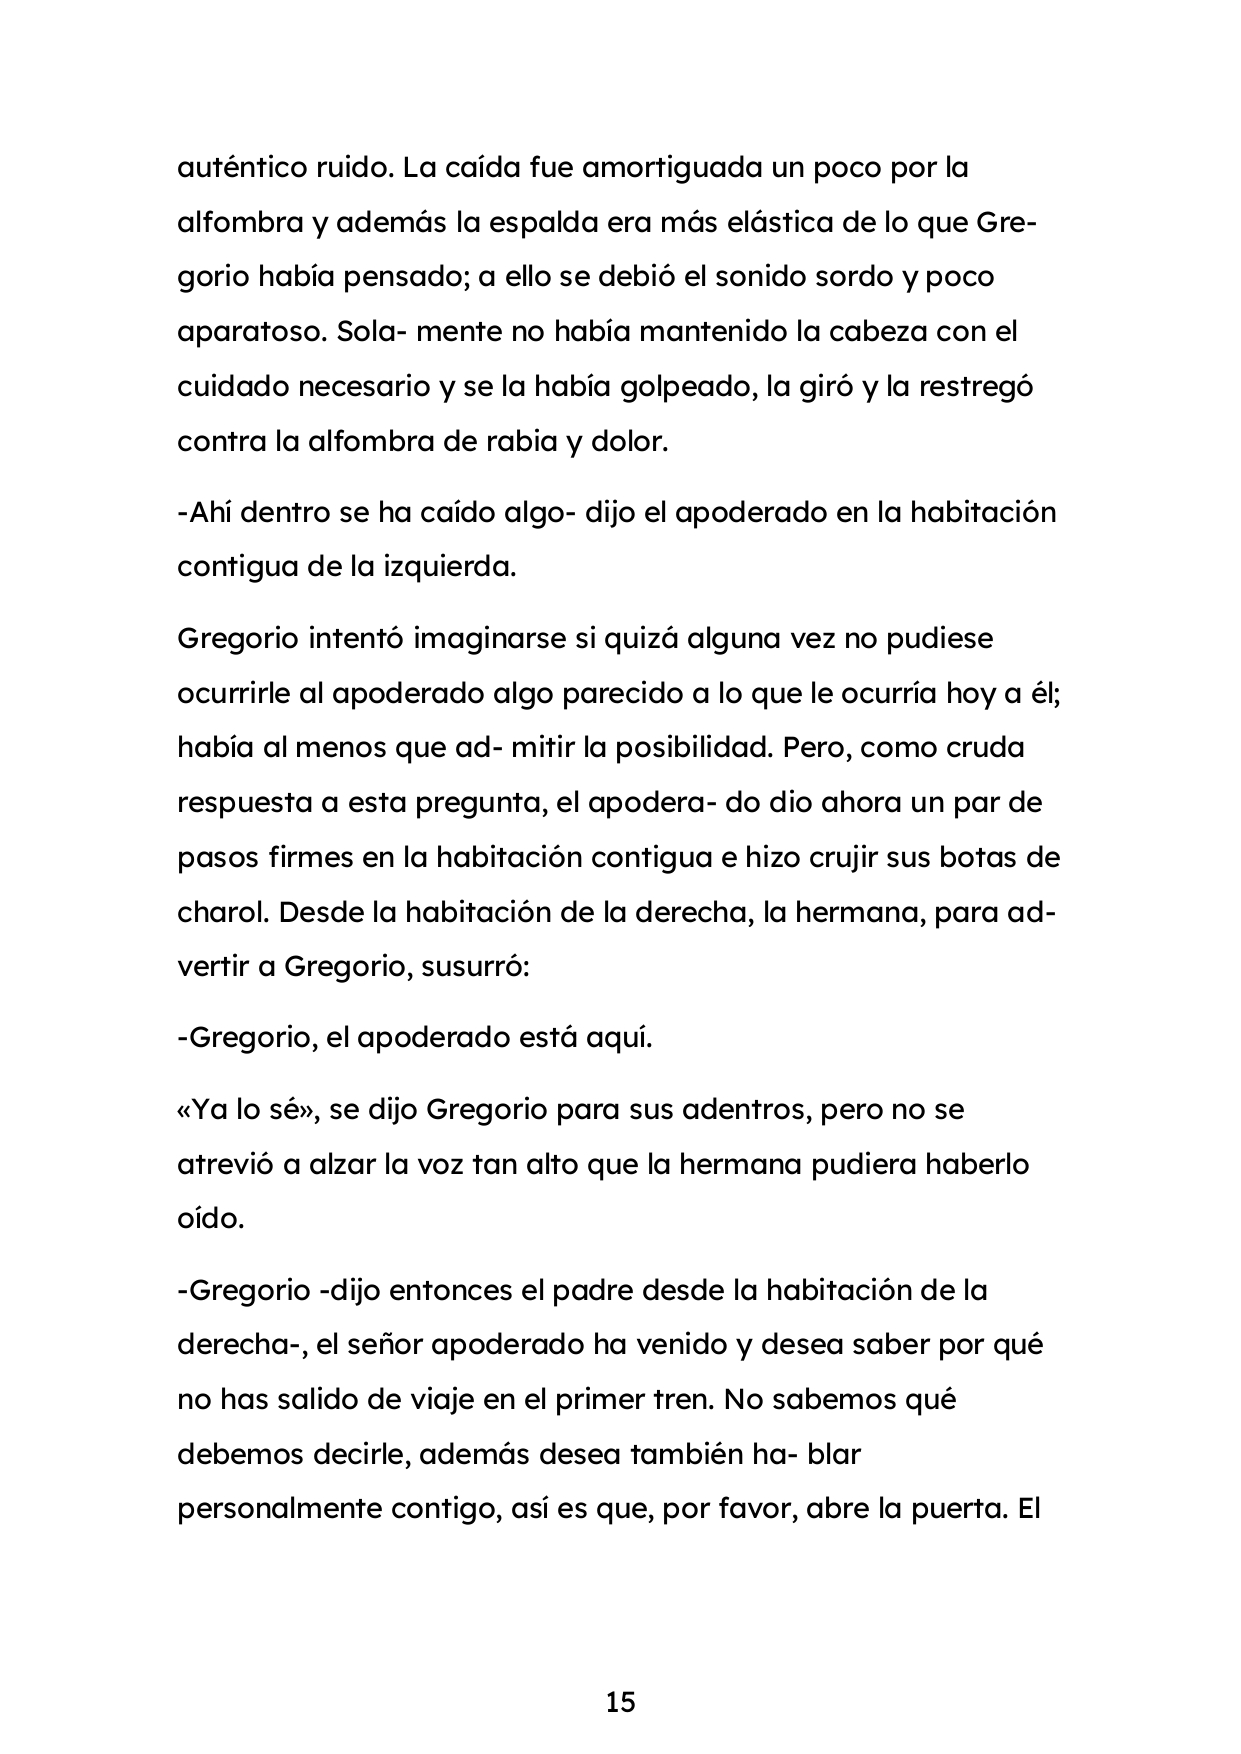 auténtico ruido. La caída fue amortiguada un poco por la
alfombra y además la espalda era más elástica de lo que Gre-
gorio había pensado; a ello se debió el sonido sordo y poco
aparatoso. Sola- mente no había mantenido la cabeza con el
cuidado necesario y se la había golpeado, la giró y la restregó
contra la alfombra de rabia y dolor.
-Ahí dentro se ha caído algo- dijo el apoderado en la habitación
contigua de la izquierda.
Gregorio intentó imaginarse si quizá alguna vez no pudiese
ocurrirle al apoderado algo parecido a lo que le ocurría hoy a él;
había al menos que ad- mitir la posibilidad. Pero, como cruda
respuesta a esta pregunta, el apodera- do dio ahora un par de
pasos firmes en la habitación contigua e hizo crujir sus botas de
charol. Desde la habitación de la derecha, la hermana, para ad-
vertir a Gregorio, susurró:
-Gregorio, el apoderado está aquí.
«Ya lo sé», se dijo Gregorio para sus adentros, pero no se
atrevió a alzar la voz tan alto que la hermana pudiera haberlo
oído.
-Gregorio -dijo entonces el padre desde la habitación de la
derecha-, el señor apoderado ha venido y desea saber por qué
no has salido de viaje en el primer tren. No sabemos qué
debemos decirle, además desea también ha- blar
personalmente contigo, así es que, por favor, abre la puerta. El
15